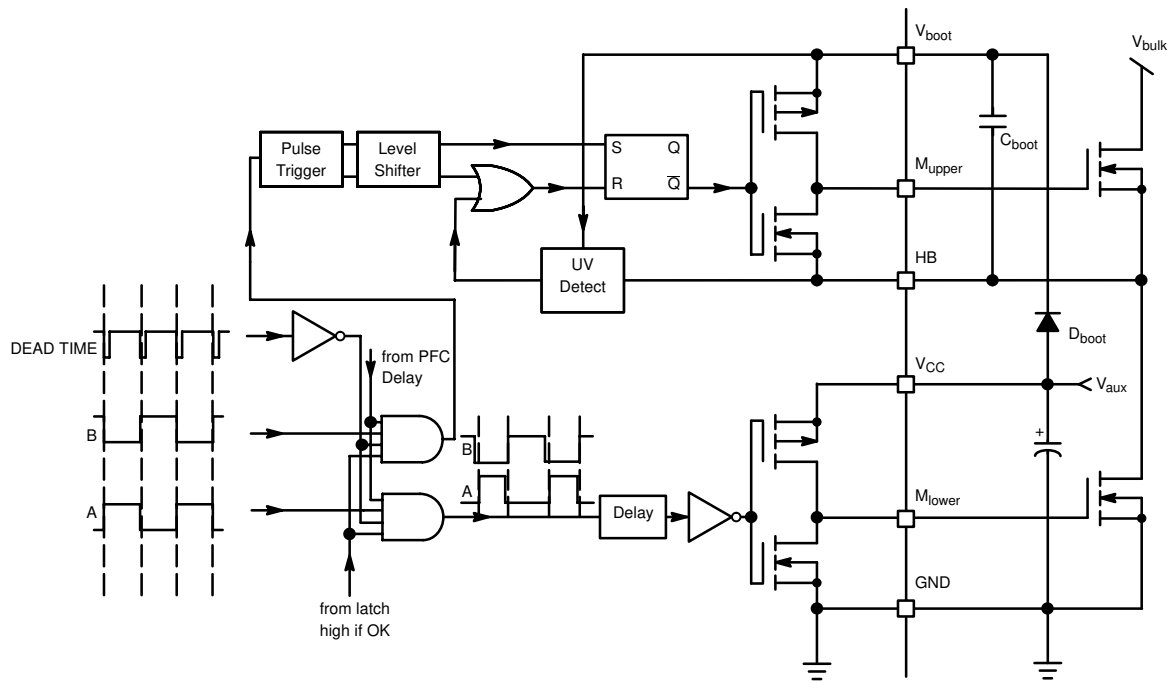 V_boot
V_bulk
Pulse
Trigger
Level
Shifter
S
Q
R
Q̅
C_boot
M_upper
HB
UV
Detect
D_boot
DEAD TIME
from PFC
Delay
V_CC
V_aux
B
B
+
A
A
Delay
M_lower
GND
from latch
high if OK